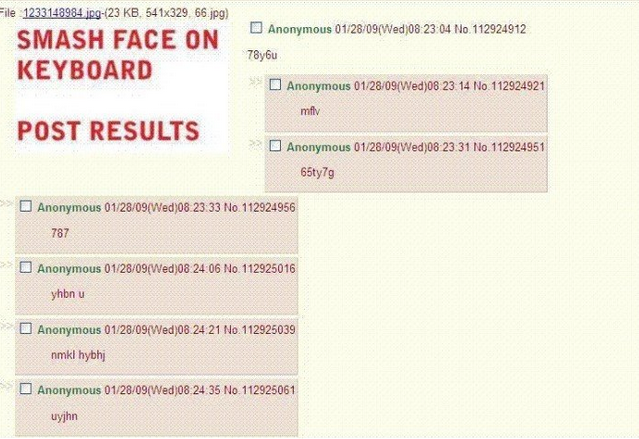 File :1233148984.jpg-(23 KB, 541x329, 66.jpg)
SMASH FACE ON
KEYBOARD
POST RESULTS
Anonymous 01/28/09(Wed)08:23:04 No.112924912
78y6u
>> Anonymous 01/28/09(Wed)08:23:14 No.112924921
mflv
>> Anonymous 01/28/09(Wed)08:23:31 No.112924951
65ty7g
>> Anonymous 01/28/09(Wed)08:23:33 No.112924956
787
>> Anonymous 01/28/09(Wed)08:24:06 No.112925016
yhbn u
>> Anonymous 01/28/09(Wed)08:24:21 No.112925039
nmkl hybhj
>> Anonymous 01/28/09(Wed)08:24:35 No.112925061
uyjhn